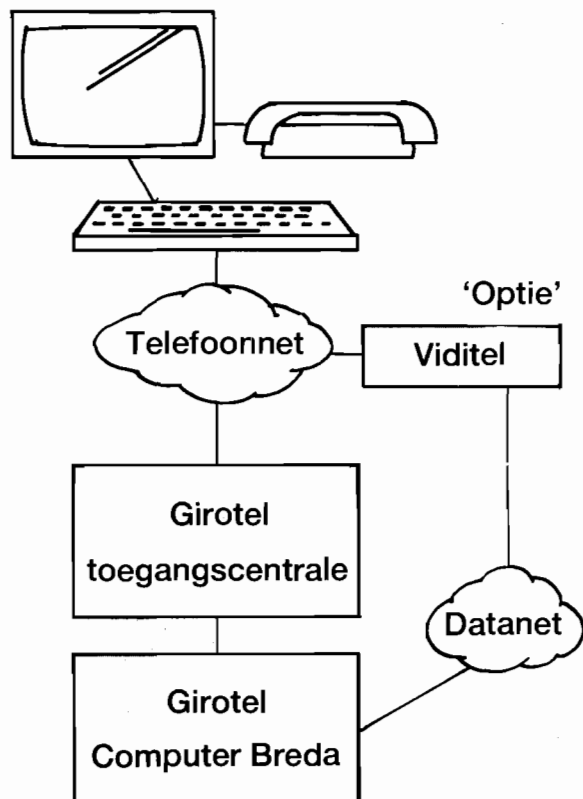 'Optie'
Telefoonnet
Viditel
Girotel
toegangscentrale
Datanet
Girotel
Computer Breda